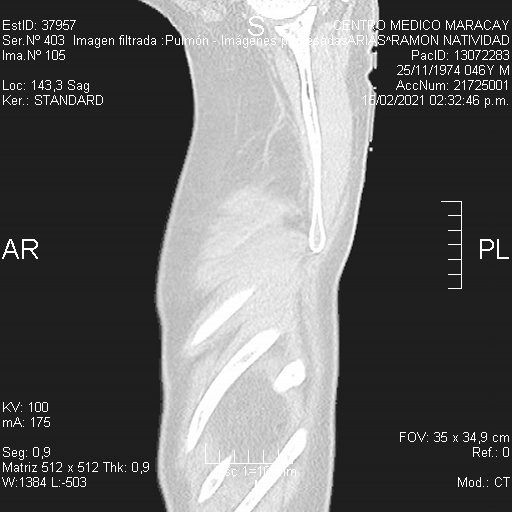 EstID: 37957
S
CENTRO MEDICO MARACAY
Ser.Nº 403 Imagen filtrada :Pulmón - Imágenes ARIAS^RAMON NATIVIDAD
Ima.Nº 105
PacID: 13072283
25/11/1974 046Y M
Loc: 143,3 Sag
AccNum: 21725001
Ker.: STANDARD
15/02/2021 02:32:46 p.m.
AR
PL
KV: 100
mA: 175
FOV: 35 x 34,9 cm
Seg: 0,9
Ref.: 0
Matriz 512 x 512 Thk: 0,9
W:1384 L:-503
Mod.: CT